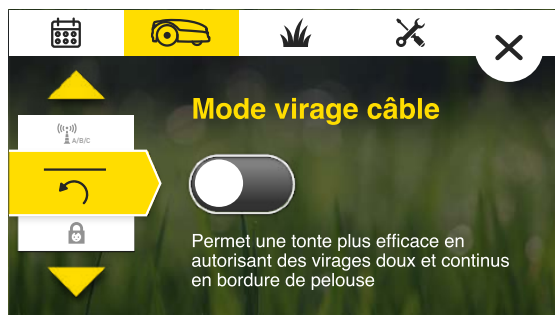 Mode virage câble
((•)) A/B/C
Permet une tonte plus efficace en
autorisant des virages doux et continus
en bordure de pelouse